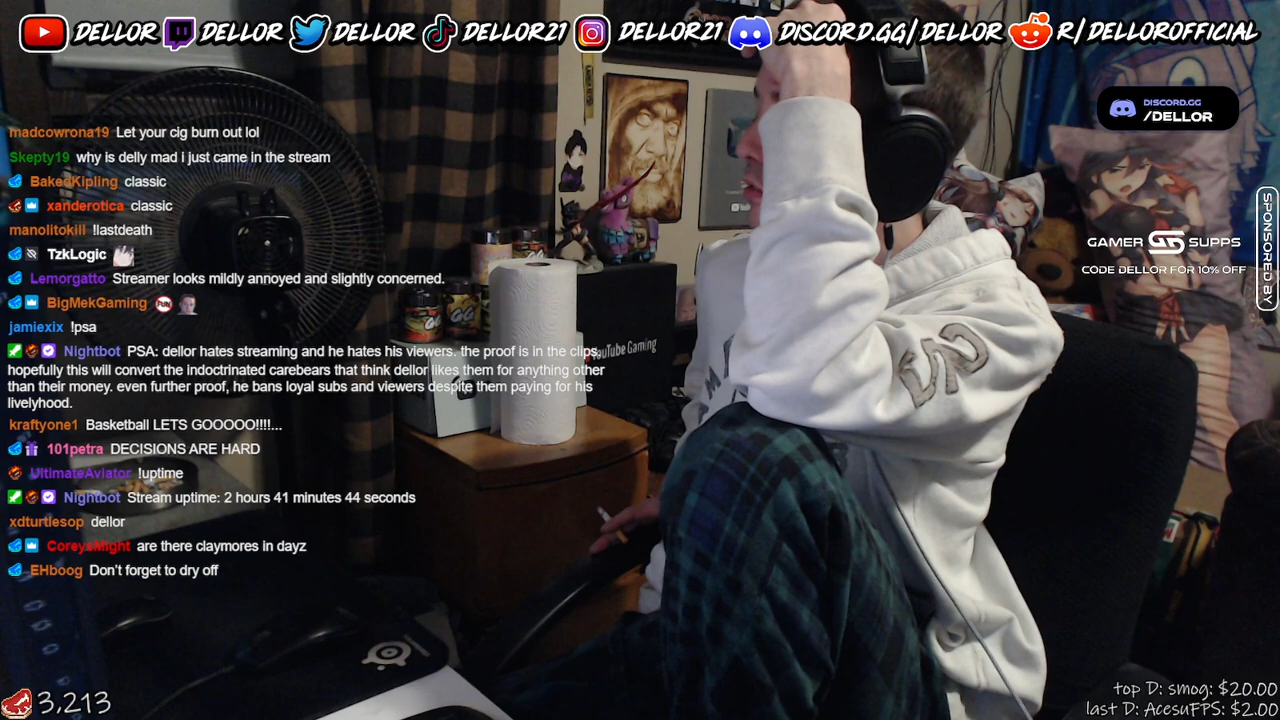 DELLOR DELLOR DELLOR DELLOR21 DELLOR21 DISCORD.GG/DELLOR R/DELLOROFFICIAL
DISCORD.GG
/DELLOR
madcowrona19 Let your cig burn out lol
Skepty19 why is delly mad i just came in the stream
BakedKipling classic
xanderotica classic
manolitokill !lastdeath
TzkLogic
Lemorgatto Streamer looks mildly annoyed and slightly concerned.
BigMekGaming
jamiexix !psa
Nightbot PSA: dellor hates streaming and he hates his viewers. the proof is in the clips,
hopefully this will convert the indoctrinated carebears that think dellor likes them for anything other
than their money. even further proof, he bans loyal subs and viewers despite them paying for his
livelyhood.
kraftyone1 Basketball LETS GOOOOO!!!!...
101petra DECISIONS ARE HARD
UltimateAviator !uptime
Nightbot Stream uptime: 2 hours 41 minutes 44 seconds
xdturtlesop dellor
CoreysMight are there claymores in dayz
EHboog Don't forget to dry off
3,213
YouTube Gaming
GG
SPONSORED BY
GAMER GG SUPPS
CODE DELLOR FOR 10% OFF
top D: smog: $20.00
last D: AcesuFPS: $2.00